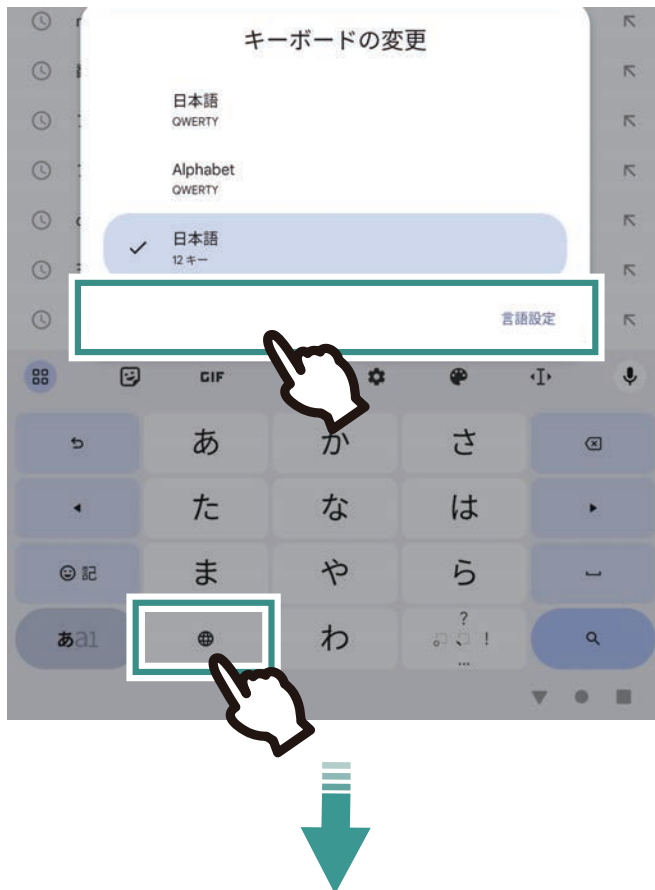 キーボードの変更
日本語
QWERTY
Alphabet
QWERTY
日本語
12 キー
言語設定
GIF
あ か さ
た な は
ま や ら
記
あa1 わ 、 ? ! ...